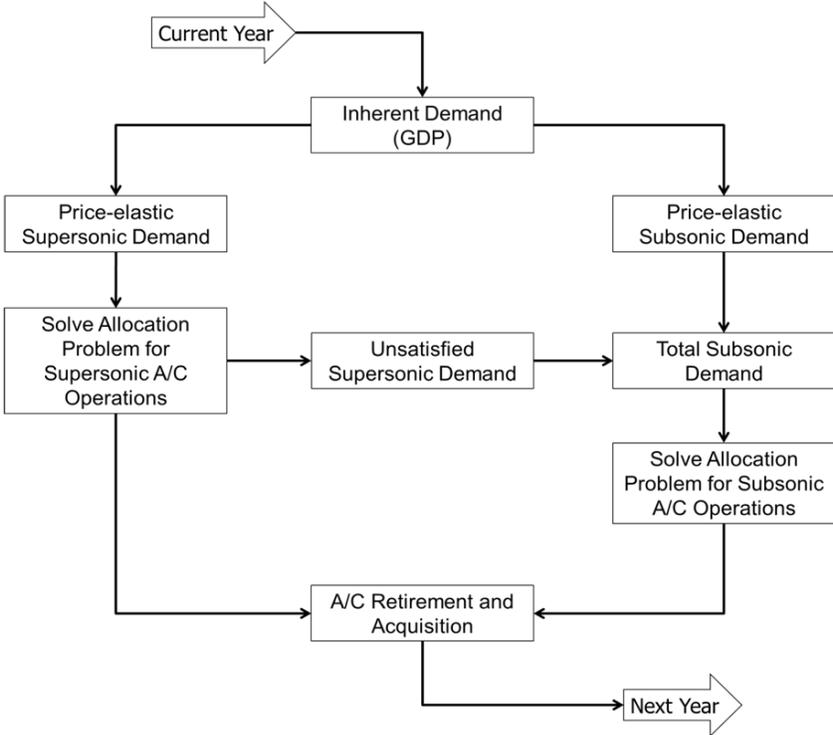 Current Year
Inherent Demand
(GDP)
Price-elastic
Supersonic Demand
Price-elastic
Subsonic Demand
Solve Allocation
Problem for
Supersonic A/C
Operations
Unsatisfied
Supersonic Demand
Total Subsonic
Demand
Solve Allocation
Problem for Subsonic
A/C Operations
A/C Retirement and
Acquisition
Next Year